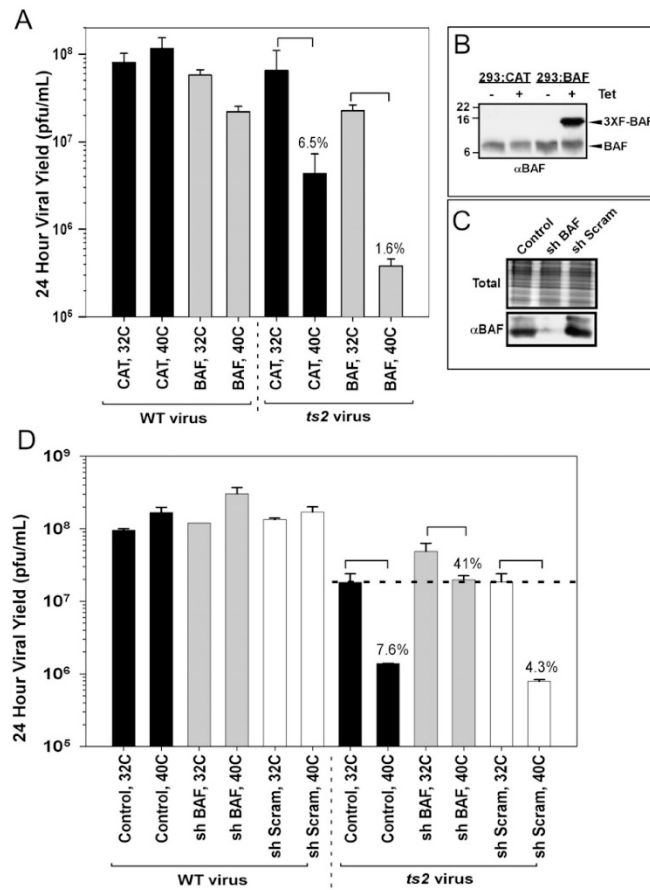 A
24 Hour Viral Yield (pfu/mL)
10⁸
10⁷
10⁶
10⁵
6.5%
1.6%
CAT, 32C
CAT, 40C
BAF, 32C
BAF, 40C
CAT, 32C
CAT, 40C
BAF, 32C
BAF, 40C
WT virus
ts2 virus
B
293:CAT 293:BAF
- + - + Tet
22
16
6
3XF-BAF
BAF
αBAF
C
Control
sh BAF
sh Scram
Total
αBAF
D
24 Hour Viral Yield (pfu/mL)
10⁹
10⁸
10⁷
10⁶
10⁵
7.6%
41%
4.3%
Control, 32C
Control, 40C
sh BAF, 32C
sh BAF, 40C
sh Scram, 32C
sh Scram, 40C
Control, 32C
Control, 40C
sh BAF, 32C
sh BAF, 40C
sh Scram, 32C
sh Scram, 40C
WT virus
ts2 virus